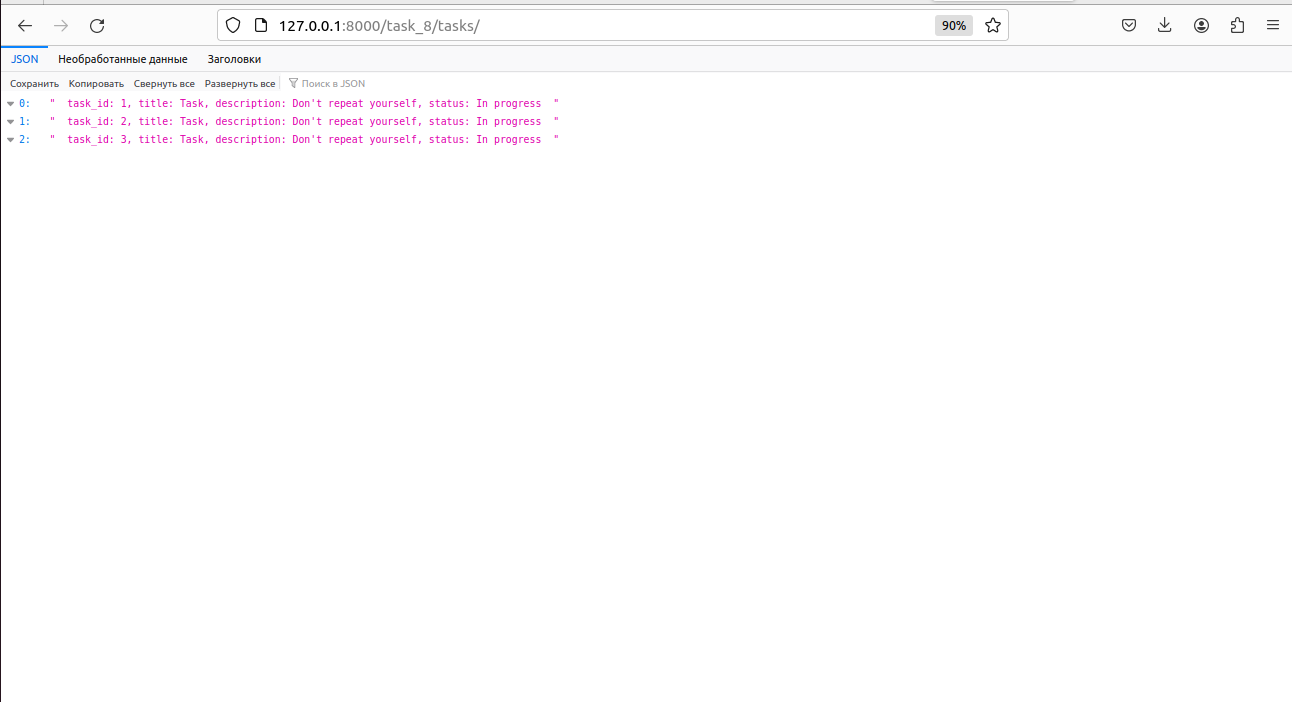 127.0.0.1:8000/task_8/tasks/ 90%
JSON Необработанные данные Заголовки
Сохранить Копировать Свернуть все Развернуть все Поиск в JSON
0: " task_id: 1, title: Task, description: Don't repeat yourself, status: In progress "
1: " task_id: 2, title: Task, description: Don't repeat yourself, status: In progress "
2: " task_id: 3, title: Task, description: Don't repeat yourself, status: In progress "